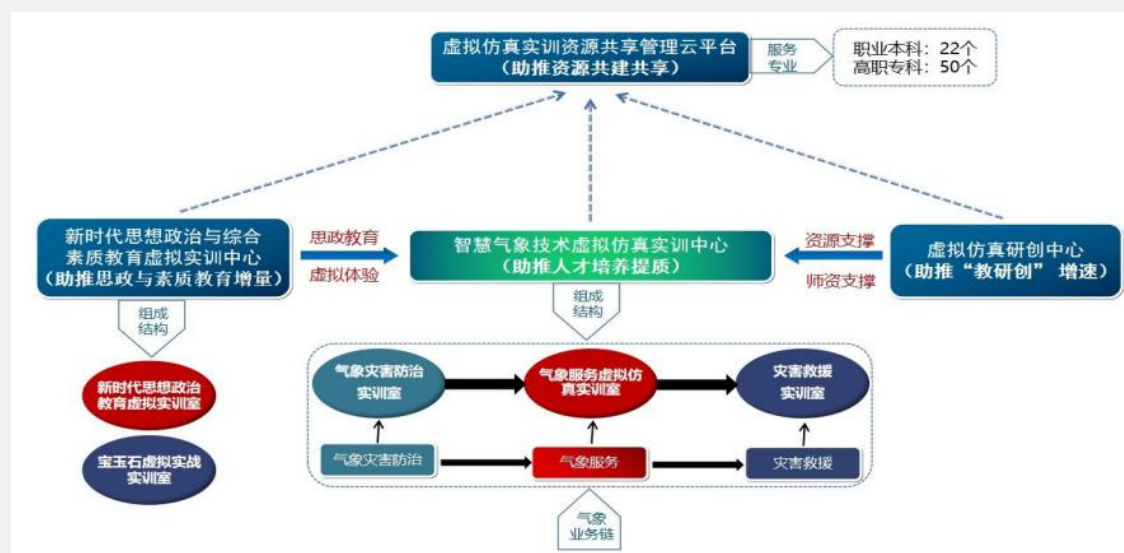 虚拟仿真实训资源共享管理云平台
（助推资源共建共享）
服务
专业
职业本科：22个
高职专科：50个
新时代思想政治与综合
素质教育虚拟实训中心
（助推思政与素质教育增量）
思政教育
虚拟体验
智慧气象技术虚拟仿真实训中心
（助推人才培养提质）
资源支撑
师资支撑
虚拟仿真研创中心
（助推“教研创” 增速）
组成
结构
新时代思想政治
教育虚拟实训室
宝玉石虚拟实战
实训室
组成
结构
气象灾害防治
实训室
气象服务虚拟仿
真实训室
灾害救援
实训室
气象灾害防治
气象服务
灾害救援
气象
业务链